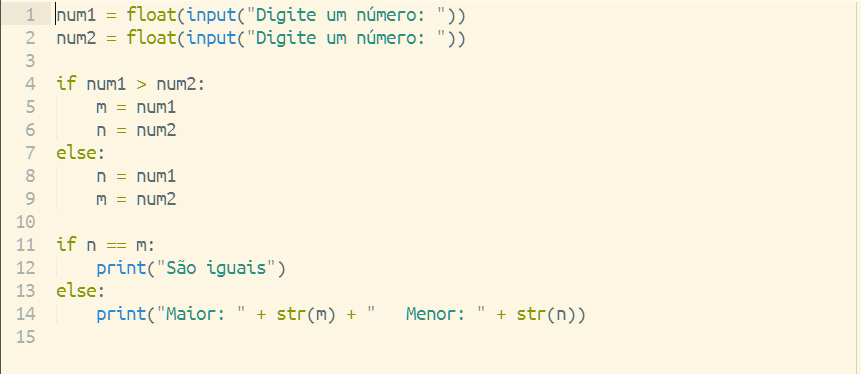 1 num1 = float(input("Digite um número: "))
2 num2 = float(input("Digite um número: "))
3
4 if num1 > num2:
5     m = num1
6     n = num2
7 else:
8     n = num1
9     m = num2
10
11 if n == m:
12     print("São iguais")
13 else:
14     print("Maior: " + str(m) + "   Menor: " + str(n))
15